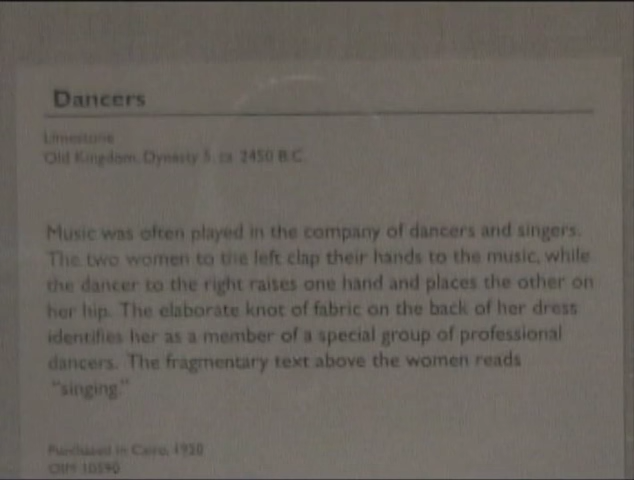 Dancers
Limestone
Old Kingdom, Dynasty 5, ca. 2450 B.C.
Music was often played in the company of dancers and singers.
The two women to the left clap their hands to the music, while
the dancer to the right raises one hand and places the other on
her hip. The elaborate knot of fabric on the back of her dress
identifies her as a member of a special group of professional
dancers. The fragmentary text above the women reads
"singing."
Purchased in Cairo, 1920
OIM 10590